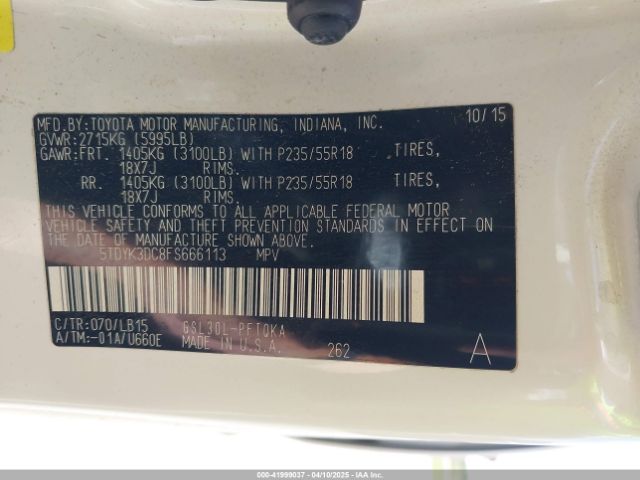 MFD.BY:TOYOTA MOTOR MANUFACTURING, INDIANA, INC. 10/15
GVWR:2715KG (5995LB)
GAWR:FRT. 1405KG (3100LB) WITH P235/55R18 TIRES,
18X7J RIMS.
RR. 1405KG (3100LB) WITH P235/55R18 TIRES,
18X7J RIMS.
THIS VEHICLE CONFORMS TO ALL APPLICABLE FEDERAL MOTOR
VEHICLE SAFETY AND THEFT PREVENTION STANDARDS IN EFFECT ON
THE DATE OF MANUFACTURE SHOWN ABOVE.
5TDYK3DC8FS666113 MPV
C/TR:070/LB15 GSL30L-PFTQKA
A/TM:-01A/U660E MADE IN U.S.A. 262 A
000-41999037 - 04/10/2025 - IAAI.COM